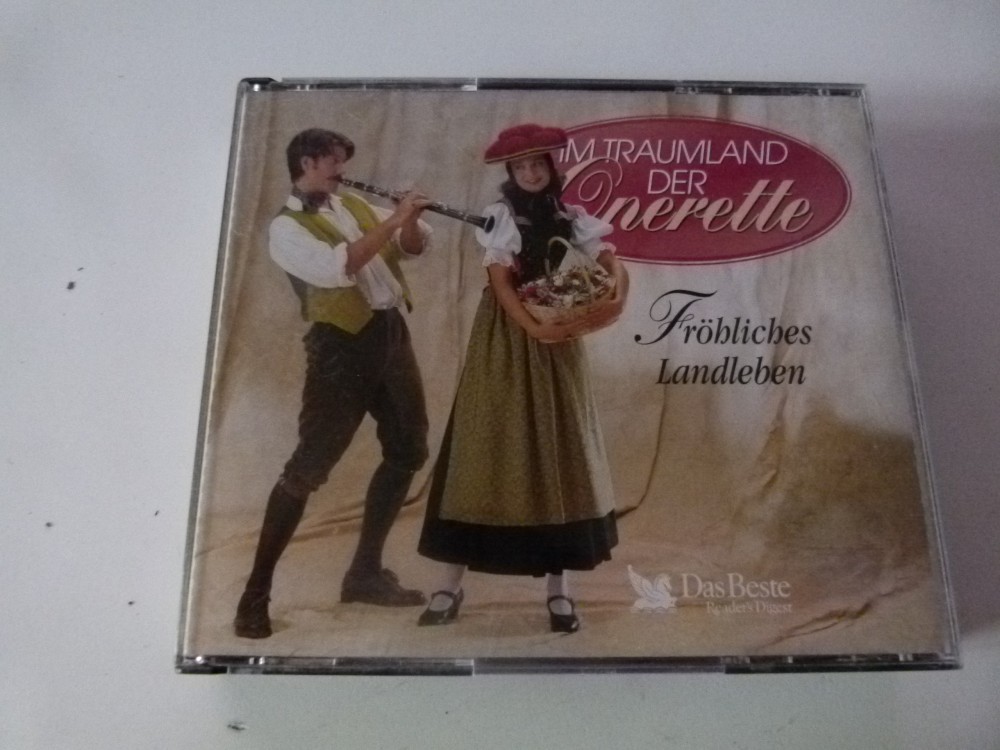 IM TRAUMLAND
DER
Operette
Fröhliches
Landleben
Das Beste
Reader's Digest